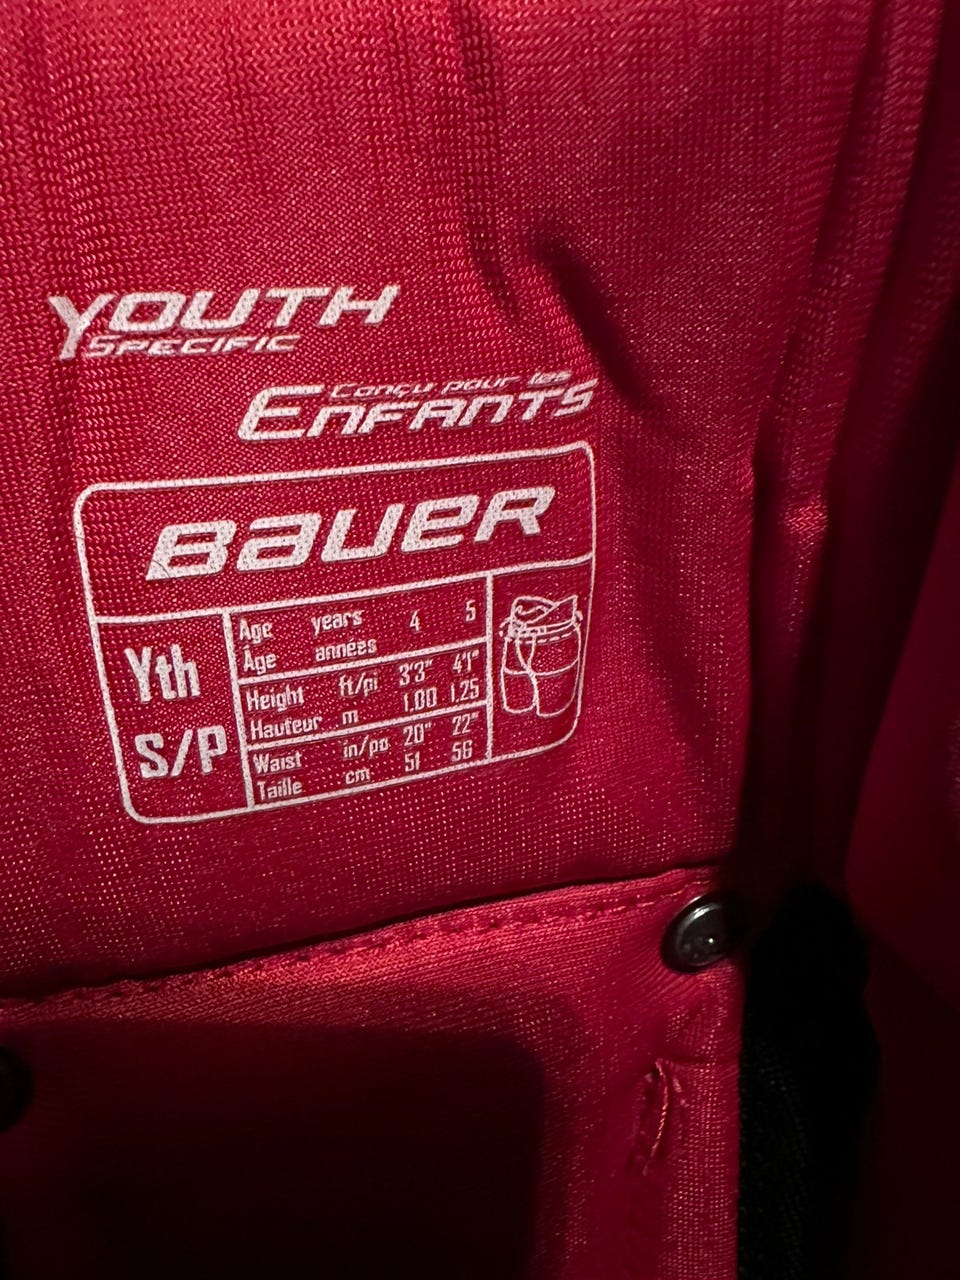 YOUTH
SPECIFIC
Conçu pour les
ENFANTS
BAUER
Yth
S/P
Age years 4 5
Âge années
Height ft/pi 3'3" 4'1"
Hauteur m 1.00 1.25
Waist in/po 20" 22"
Taille cm 51 56